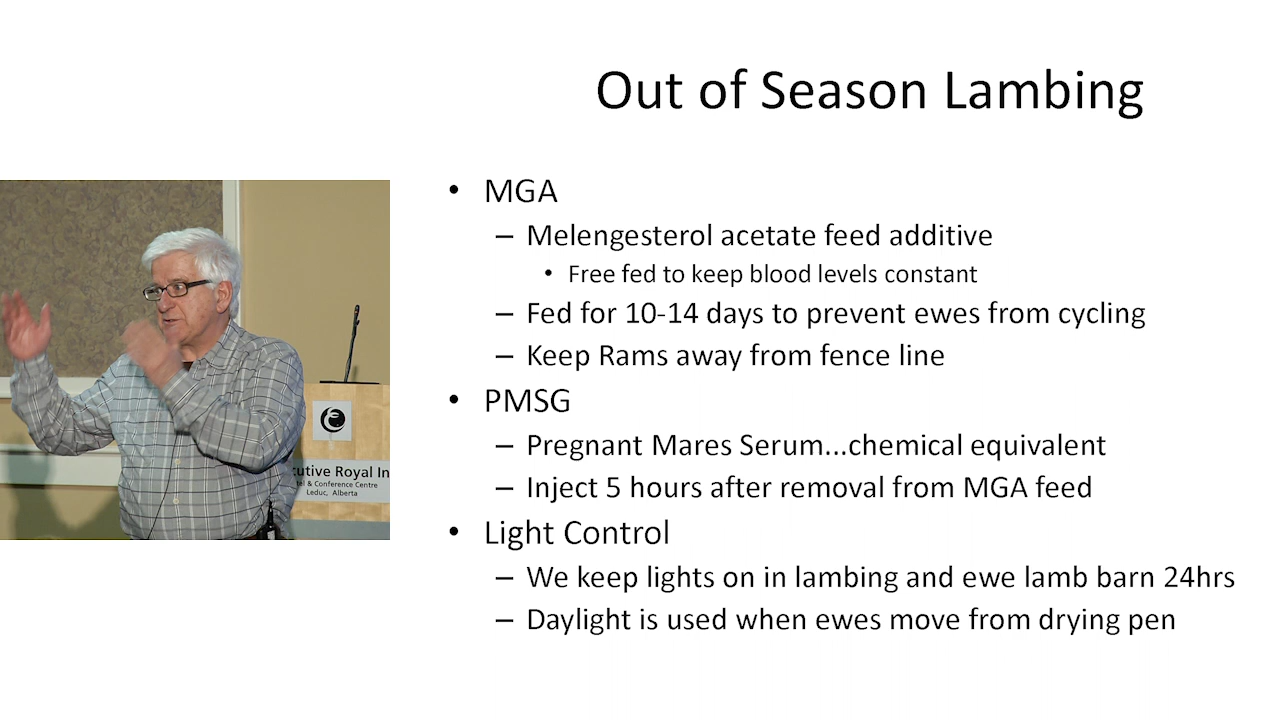 Out of Season Lambing
• MGA
– Melengesterol acetate feed additive
• Free fed to keep blood levels constant
– Fed for 10-14 days to prevent ewes from cycling
– Keep Rams away from fence line
• PMSG
– Pregnant Mares Serum...chemical equivalent
– Inject 5 hours after removal from MGA feed
• Light Control
– We keep lights on in lambing and ewe lamb barn 24hrs
– Daylight is used when ewes move from drying pen
Royal
& Conference Centre
Leduc, Alberta